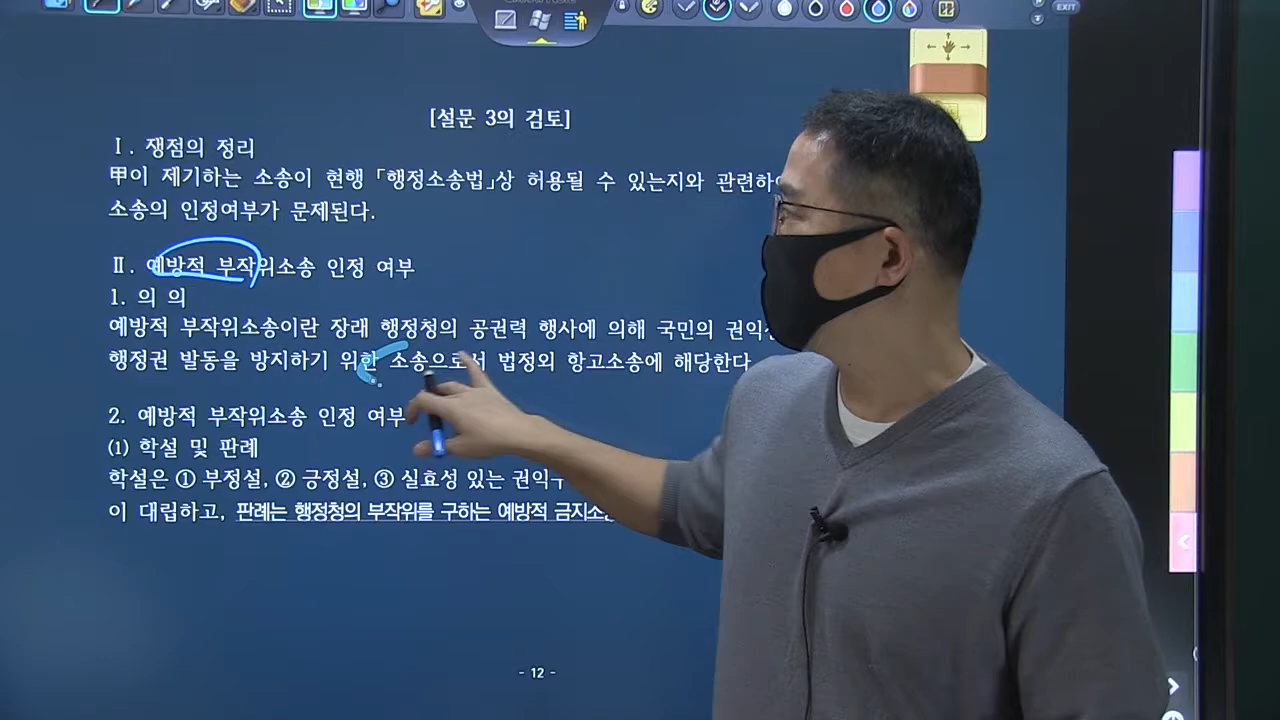 EXIT
[설문 3의 검토]
Ⅰ. 쟁점의 정리
甲이 제기하는 소송이 현행 「행정소송법」상 허용될 수 있는지와 관련하여
소송의 인정여부가 문제된다.
Ⅱ. 예방적 부작위소송 인정 여부
1. 의 의
예방적 부작위소송이란 장래 행정청의 공권력 행사에 의해 국민의 권익
행정권 발동을 방지하기 위한 소송으로서 법정외 항고소송에 해당한다
2. 예방적 부작위소송 인정 여부
⑴ 학설 및 판례
학설은 ① 부정설, ② 긍정설, ③ 실효성 있는
이 대립하고, 판례는 행정청의 부작위를 구하는 예방적
- 12 -